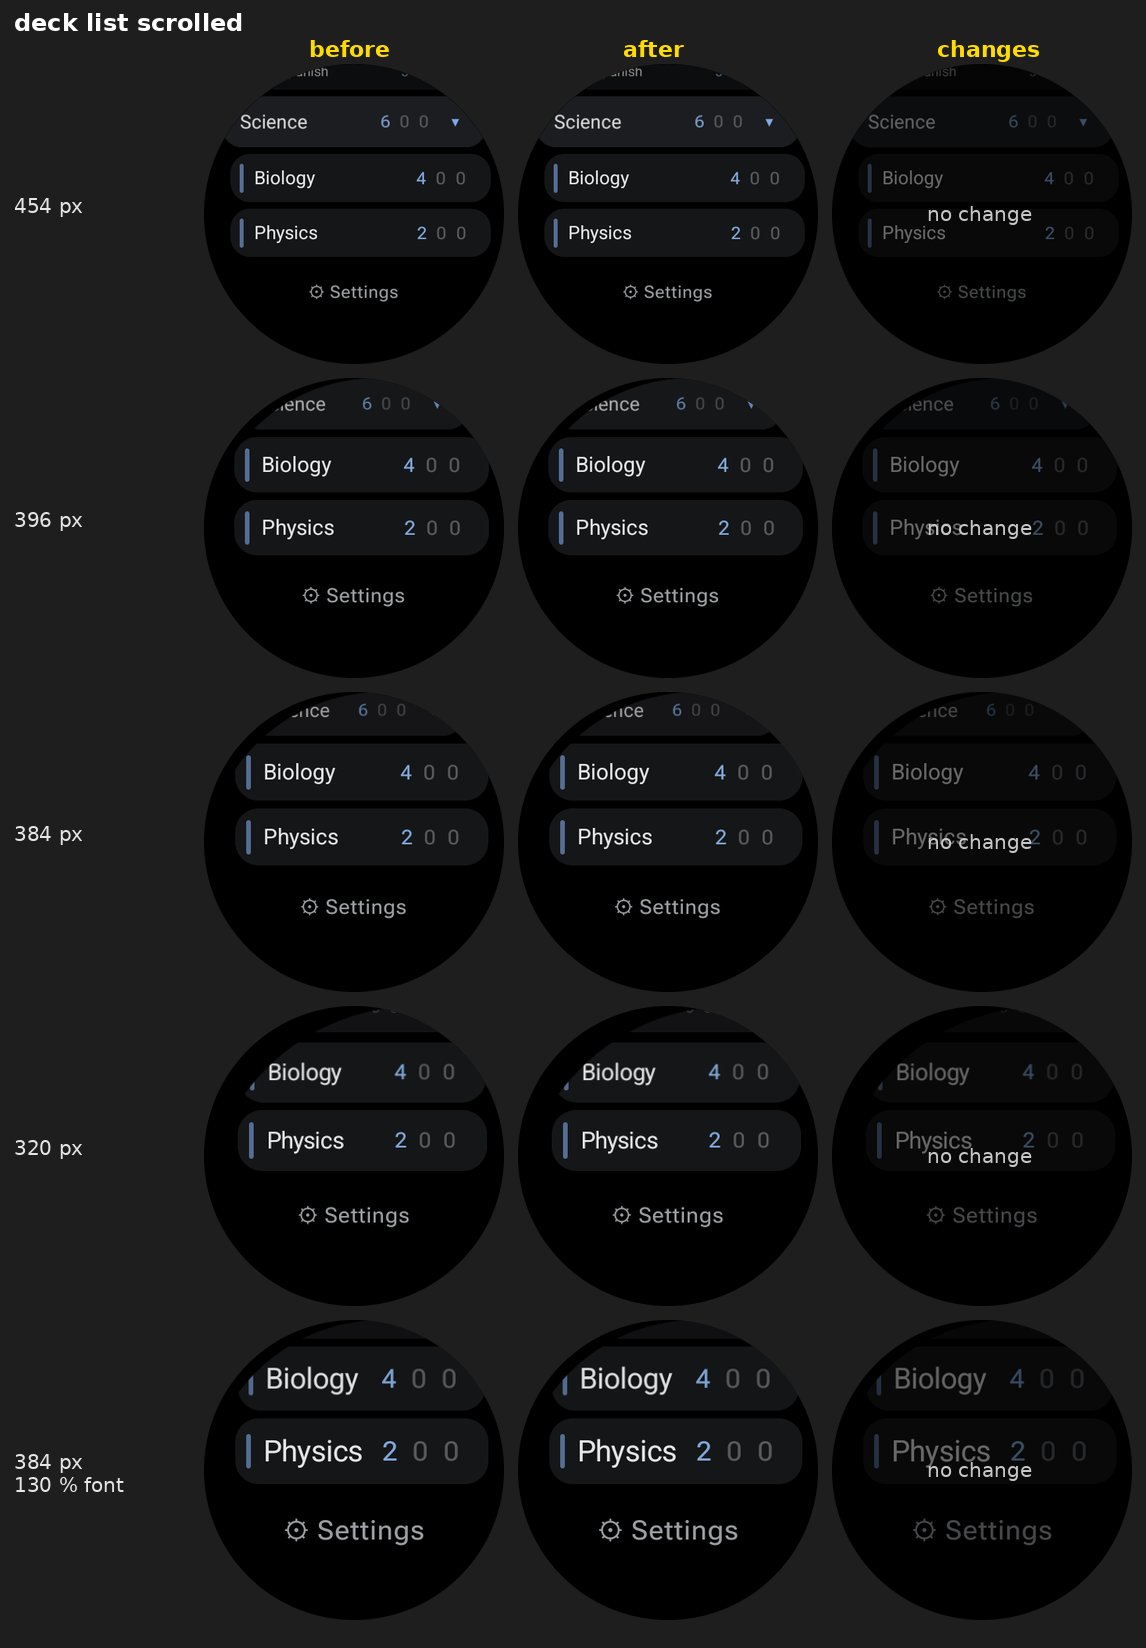 deck list scrolled
before after changes
454 px
Science 6 0 0 ▼ Science 6 0 0 ▼ Science 6 0 0 ▼
Biology 4 0 0 Biology 4 0 0 Biology 4 0 0
no change
Physics 2 0 0 Physics 2 0 0 Physics 2 0 0
Settings Settings Settings
396 px
6 0 0 6 0 0 6 0 0
Biology 4 0 0 Biology 4 0 0 Biology 4 0 0
Physics 2 0 0 Physics 2 0 0 Physics 2 0 0
no change
Settings Settings Settings
384 px
6 0 0 6 0 0 6 0 0
Biology 4 0 0 Biology 4 0 0 Biology 4 0 0
Physics 2 0 0 Physics 2 0 0 Physics 2 0 0
no change
Settings Settings Settings
320 px
Biology 4 0 0 Biology 4 0 0 Biology 4 0 0
Physics 2 0 0 Physics 2 0 0 Physics 2 0 0
no change
Settings Settings Settings
384 px
130 % font
Biology 4 0 0 Biology 4 0 0 Biology 4 0 0
Physics 2 0 0 Physics 2 0 0 Physics 2 0 0
no change
Settings Settings Settings